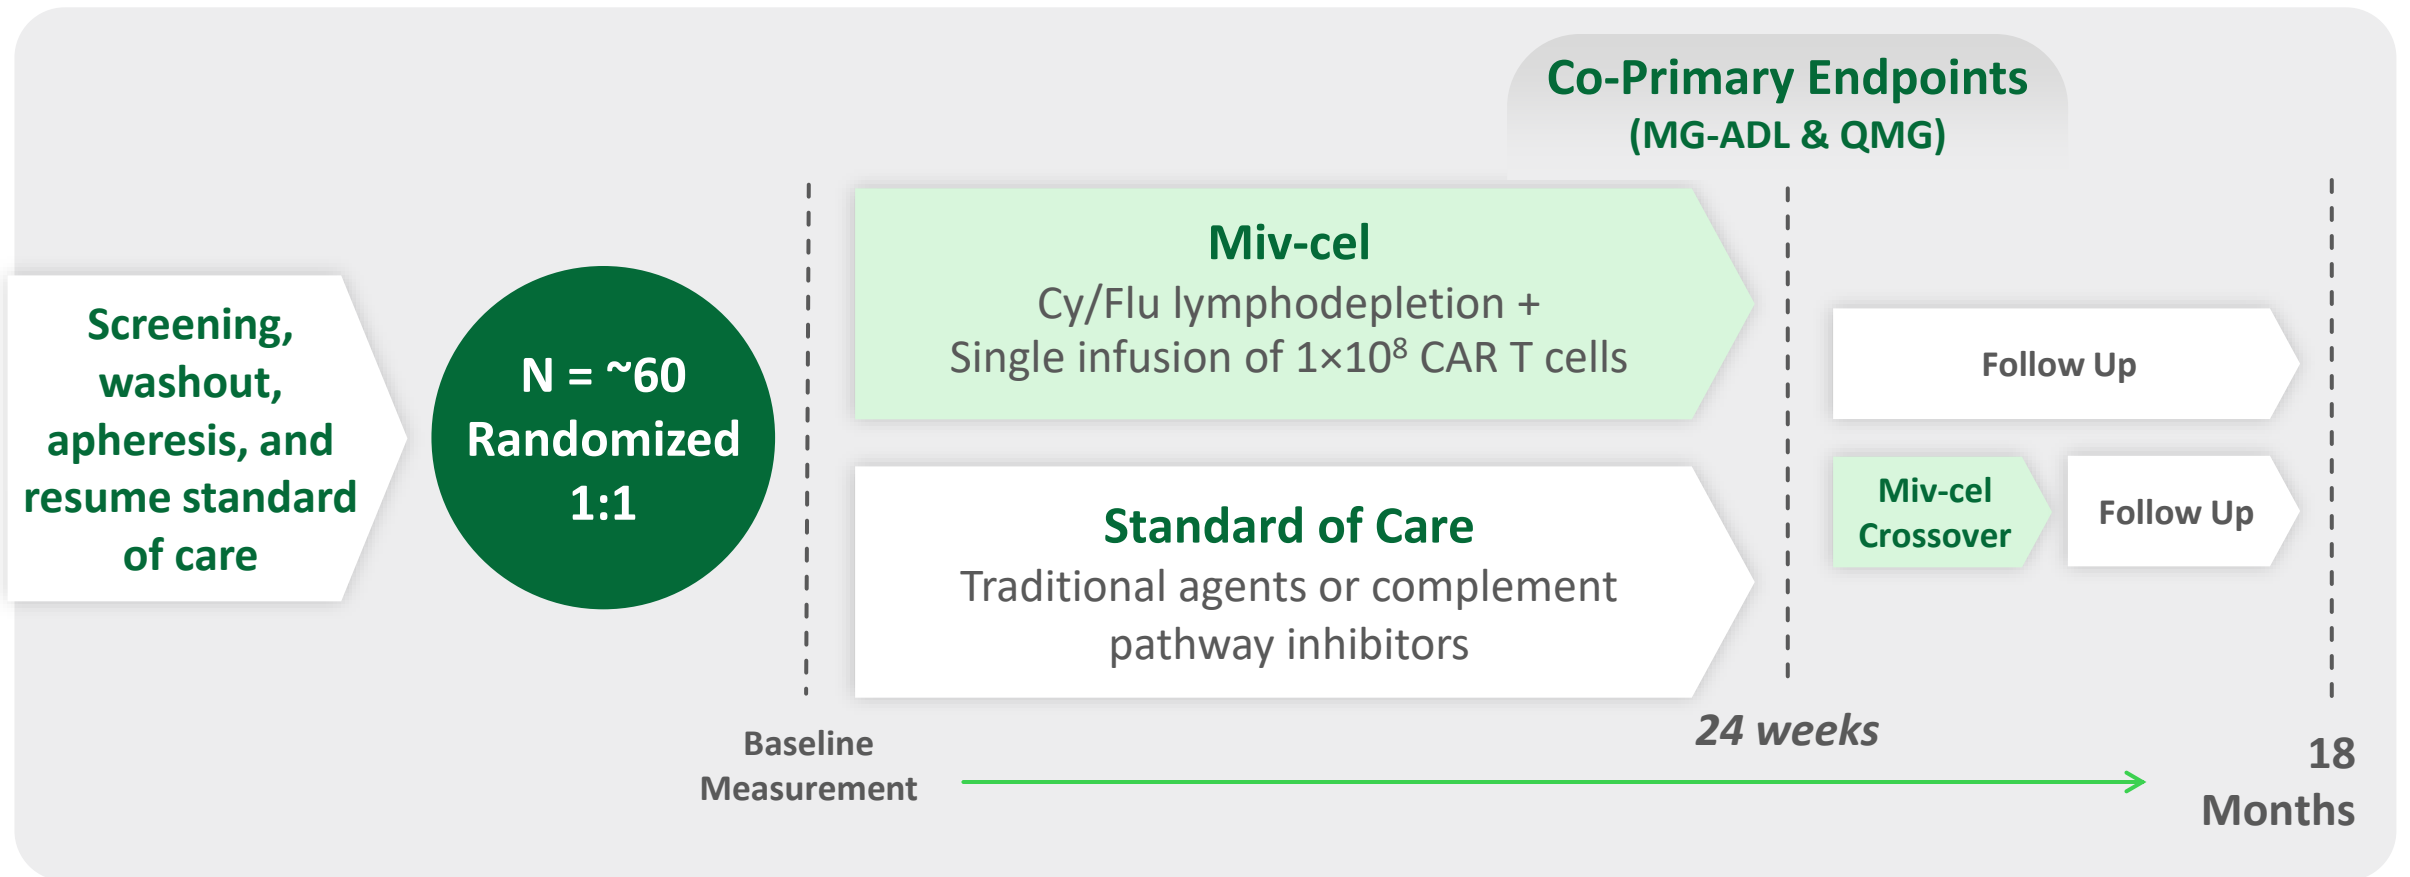 Co-Primary Endpoints
(MG-ADL & QMG)
Screening,
washout,
apheresis, and
resume standard
of care
N = ~60
Randomized
1:1
Miv-cel
Cy/Flu lymphodepletion +
Single infusion of 1×10⁸ CAR T cells
Standard of Care
Traditional agents or complement
pathway inhibitors
Follow Up
Miv-cel
Crossover
Follow Up
Baseline
Measurement
24 weeks
18
Months